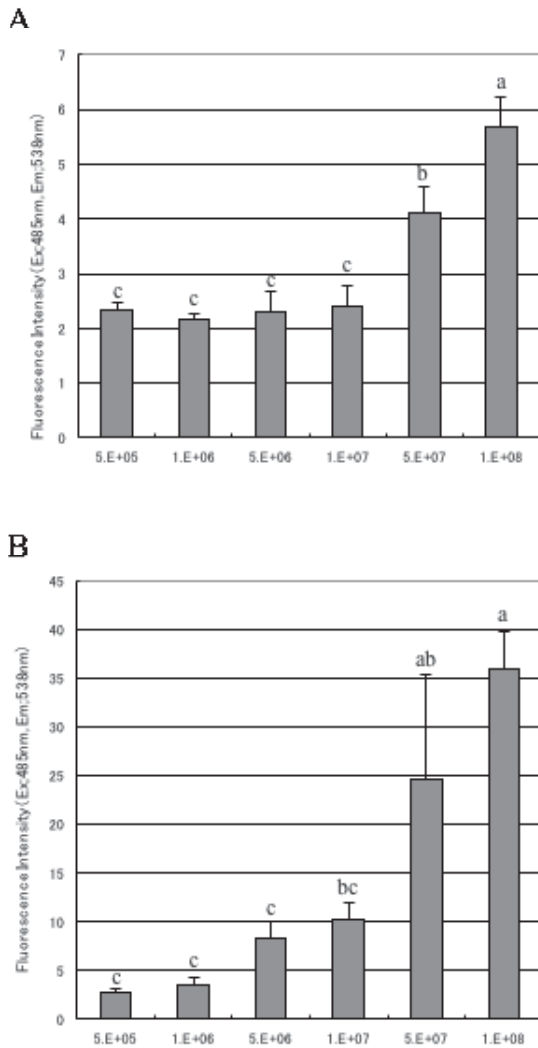 A
Fluorescence Intensity (Ex;485nm, Em;538nm)
7
6
5
4
3
2
1
0
c
c
c
c
b
a
5.E+05 1.E+06 5.E+06 1.E+07 5.E+07 1.E+08
B
Fluorescence Intensity (Ex;485nm, Em;538nm)
45
40
35
30
25
20
15
10
5
0
c
c
c
bc
ab
a
5.E+05 1.E+06 5.E+06 1.E+07 5.E+07 1.E+08